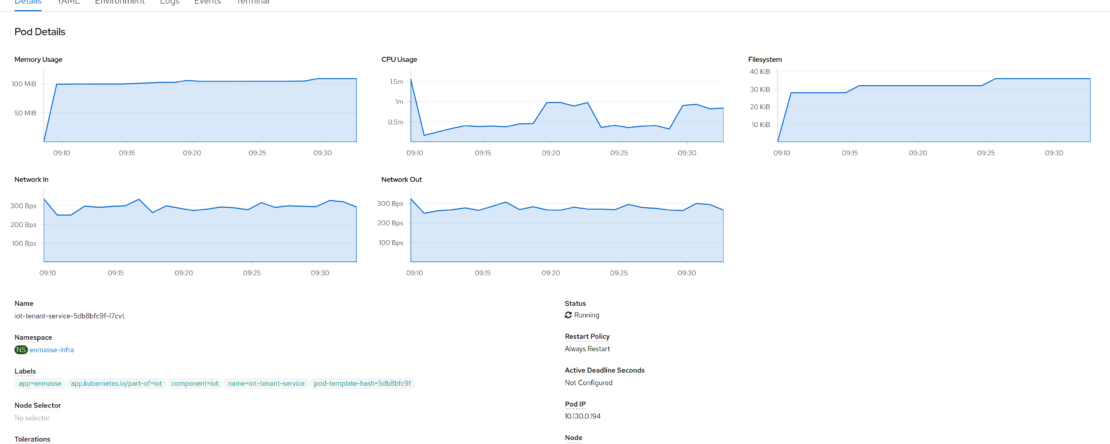 Details YAML Environment Logs Events Terminal
Pod Details
Memory Usage
100 MiB
50 MiB
09:10 09:15 09:20 09:25 09:30
CPU Usage
1.5m
1m
0.5m
09:10 09:15 09:20 09:25 09:30
Filesystem
40 KiB
30 KiB
20 KiB
10 KiB
09:10 09:15 09:20 09:25 09:30
Network In
300 Bps
200 Bps
100 Bps
09:10 09:15 09:20 09:25 09:30
Network Out
300 Bps
200 Bps
100 Bps
09:10 09:15 09:20 09:25 09:30
Name
iot-tenant-service-5db8bfc9f-l7cvt
Namespace
NS enmasse-infra
Labels
app=enmasse app.kubernetes.io/part-of=iot component=iot name=iot-tenant-service pod-template-hash=5db8bfc9f
Node Selector
No selector
Tolerations
Status
Running
Restart Policy
Always Restart
Active Deadline Seconds
Not Configured
Pod IP
10.130.0.194
Node